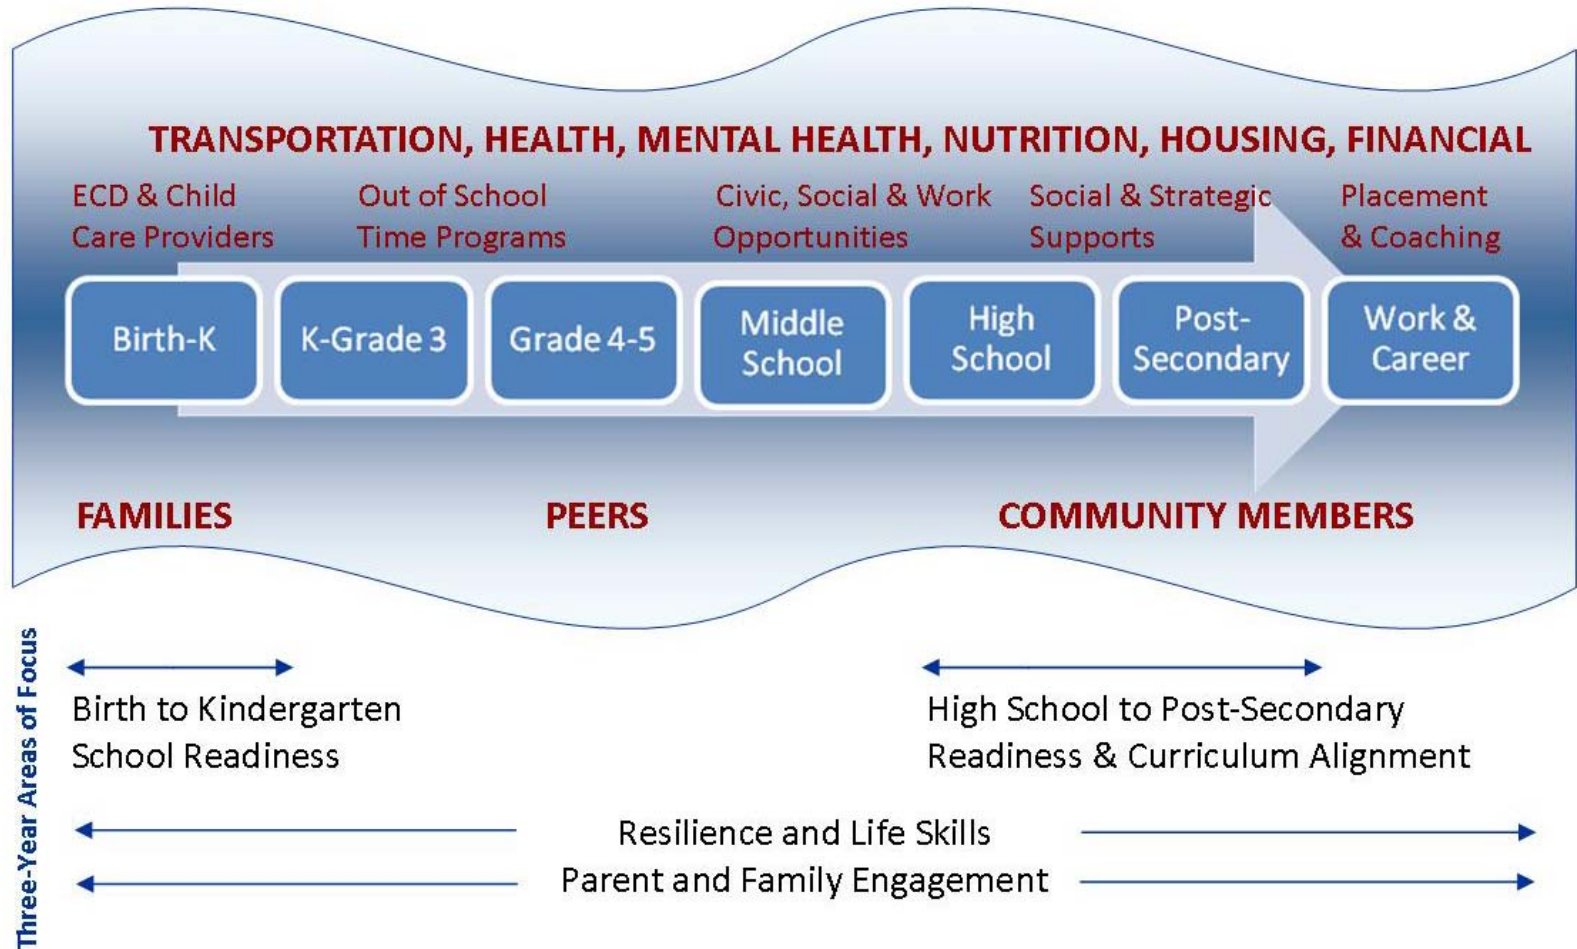 TRANSPORTATION, HEALTH, MENTAL HEALTH, NUTRITION, HOUSING, FINANCIAL
ECD & Child
Care Providers
Out of School
Time Programs
Civic, Social & Work
Opportunities
Social & Strategic
Supports
Placement
& Coaching
Birth-K
K-Grade 3
Grade 4-5
Middle
School
High
School
Post-
Secondary
Work &
Career
FAMILIES
PEERS
COMMUNITY MEMBERS
Three-Year Areas of Focus
Birth to Kindergarten
School Readiness
High School to Post-Secondary
Readiness & Curriculum Alignment
Resilience and Life Skills
Parent and Family Engagement